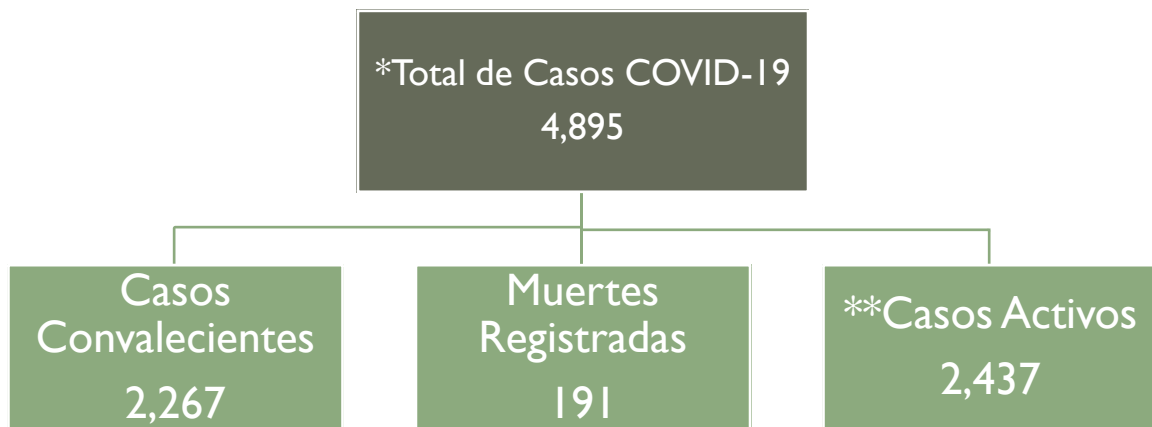 *Total de Casos COVID-19
4,895
Casos
Convalecientes
2,267
Muertes
Registradas
191
**Casos Activos
2,437